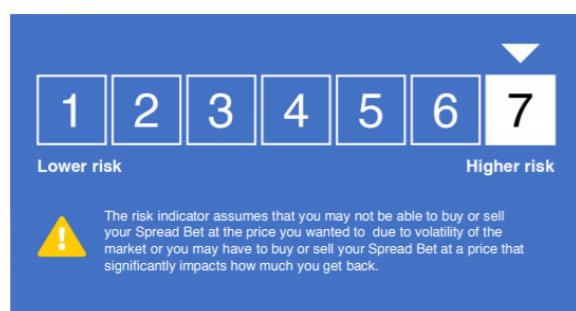 1 2 3 4 5 6 7
Lower risk Higher risk
The risk indicator assumes that you may not be able to buy or sell
your Spread Bet at the price you wanted to due to volatility of the
market or you may have to buy or sell your Spread Bet at a price that
significantly impacts how much you get back.